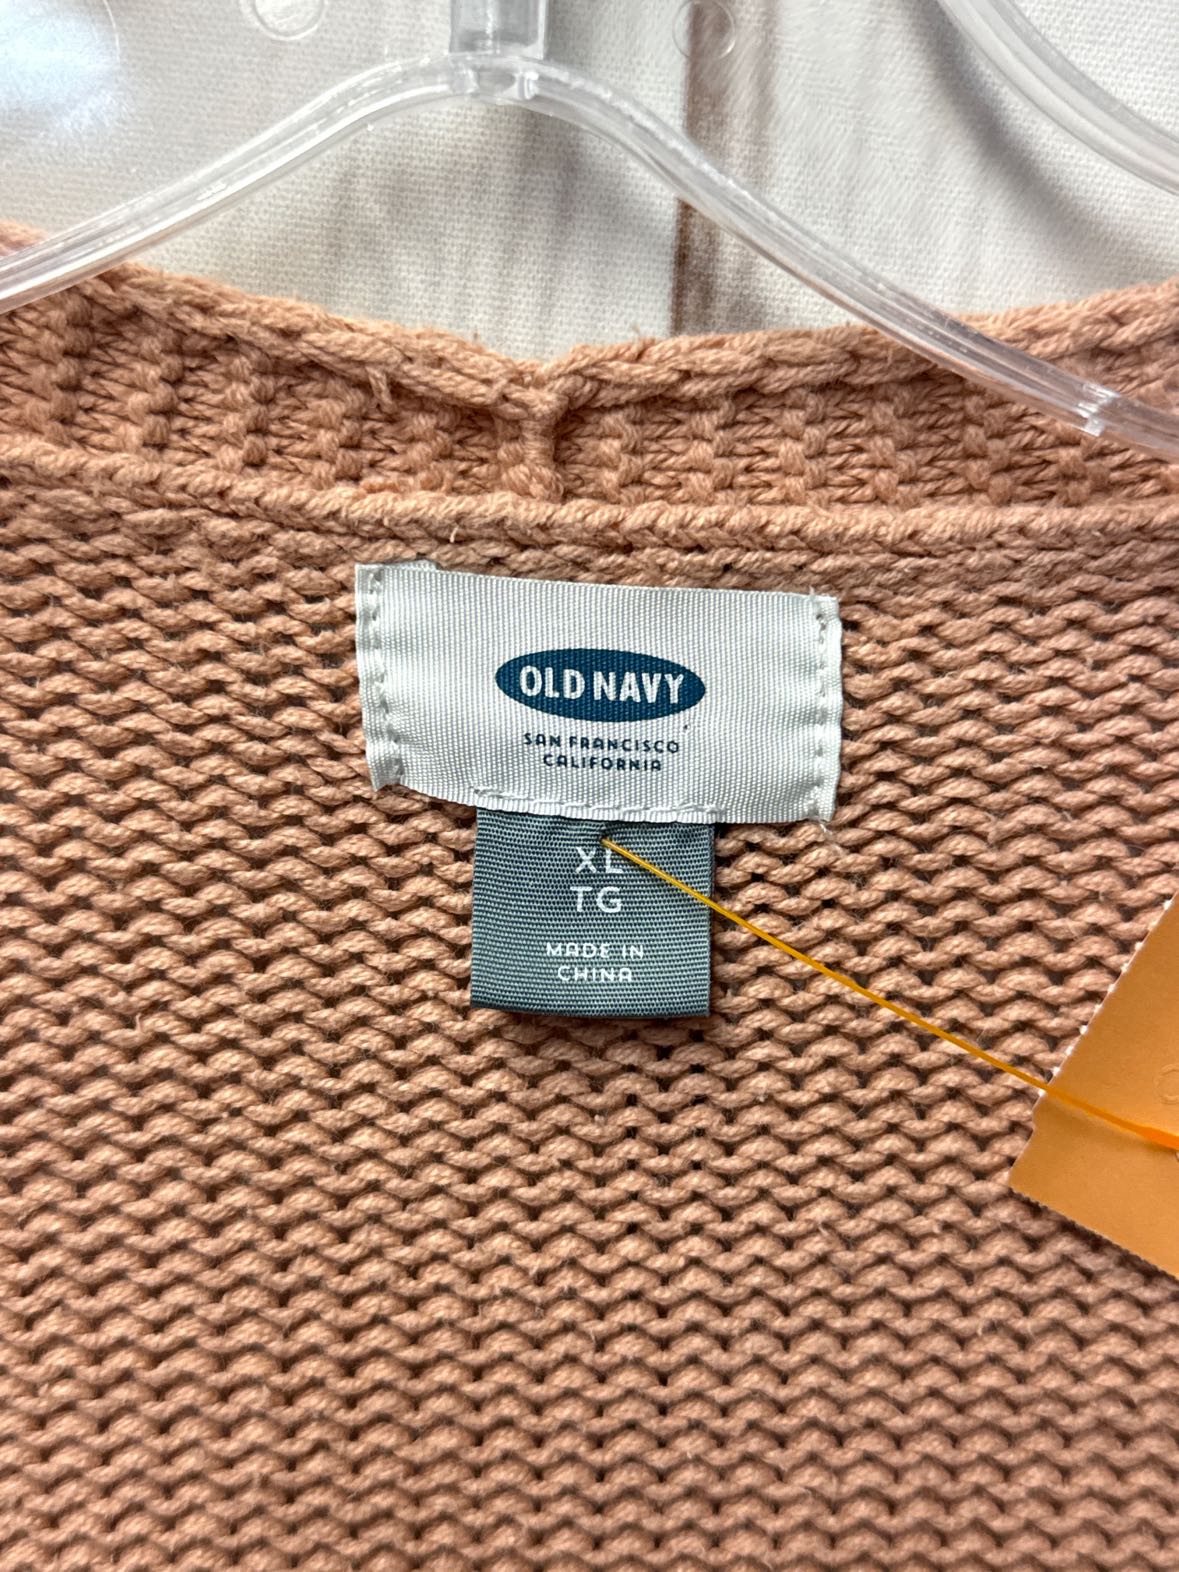 OLD NAVY
SAN FRANCISCO
CALIFORNIA
XL
TG
MADE IN
CHINA